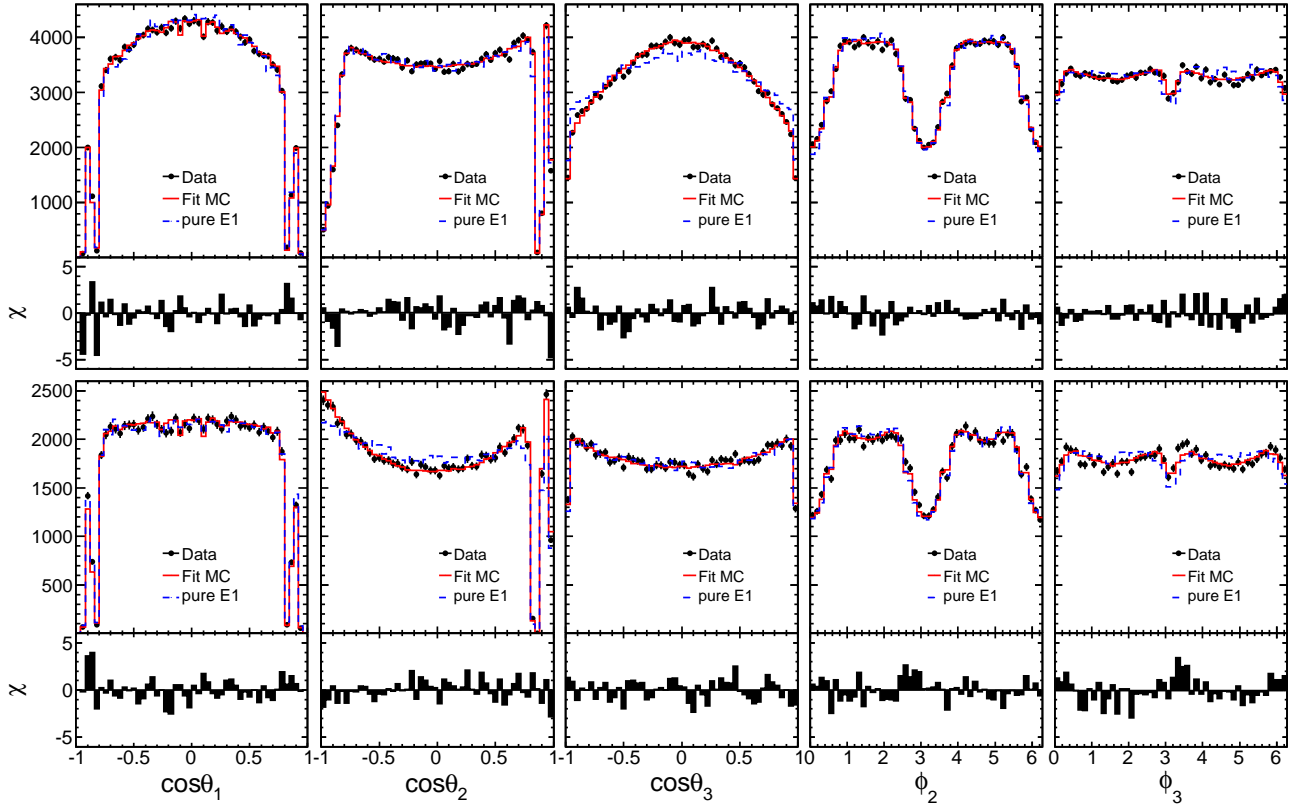 4000
3000
2000
1000
Data
Fit MC
pure E1
Data
Fit MC
pure E1
Data
Fit MC
pure E1
Data
Fit MC
pure E1
Data
Fit MC
pure E1
5
0
-5
χ
2500
2000
1500
1000
500
Data
Fit MC
pure E1
Data
Fit MC
pure E1
Data
Fit MC
pure E1
Data
Fit MC
pure E1
Data
Fit MC
pure E1
5
0
-5
χ
-1 -0.5 0 0.5 1
-1 -0.5 0 0.5 1
-1 -0.5 0 0.5 1
0 1 2 3 4 5 6
0 1 2 3 4 5 6
cosθ1 cosθ2 cosθ3 ϕ2 ϕ3